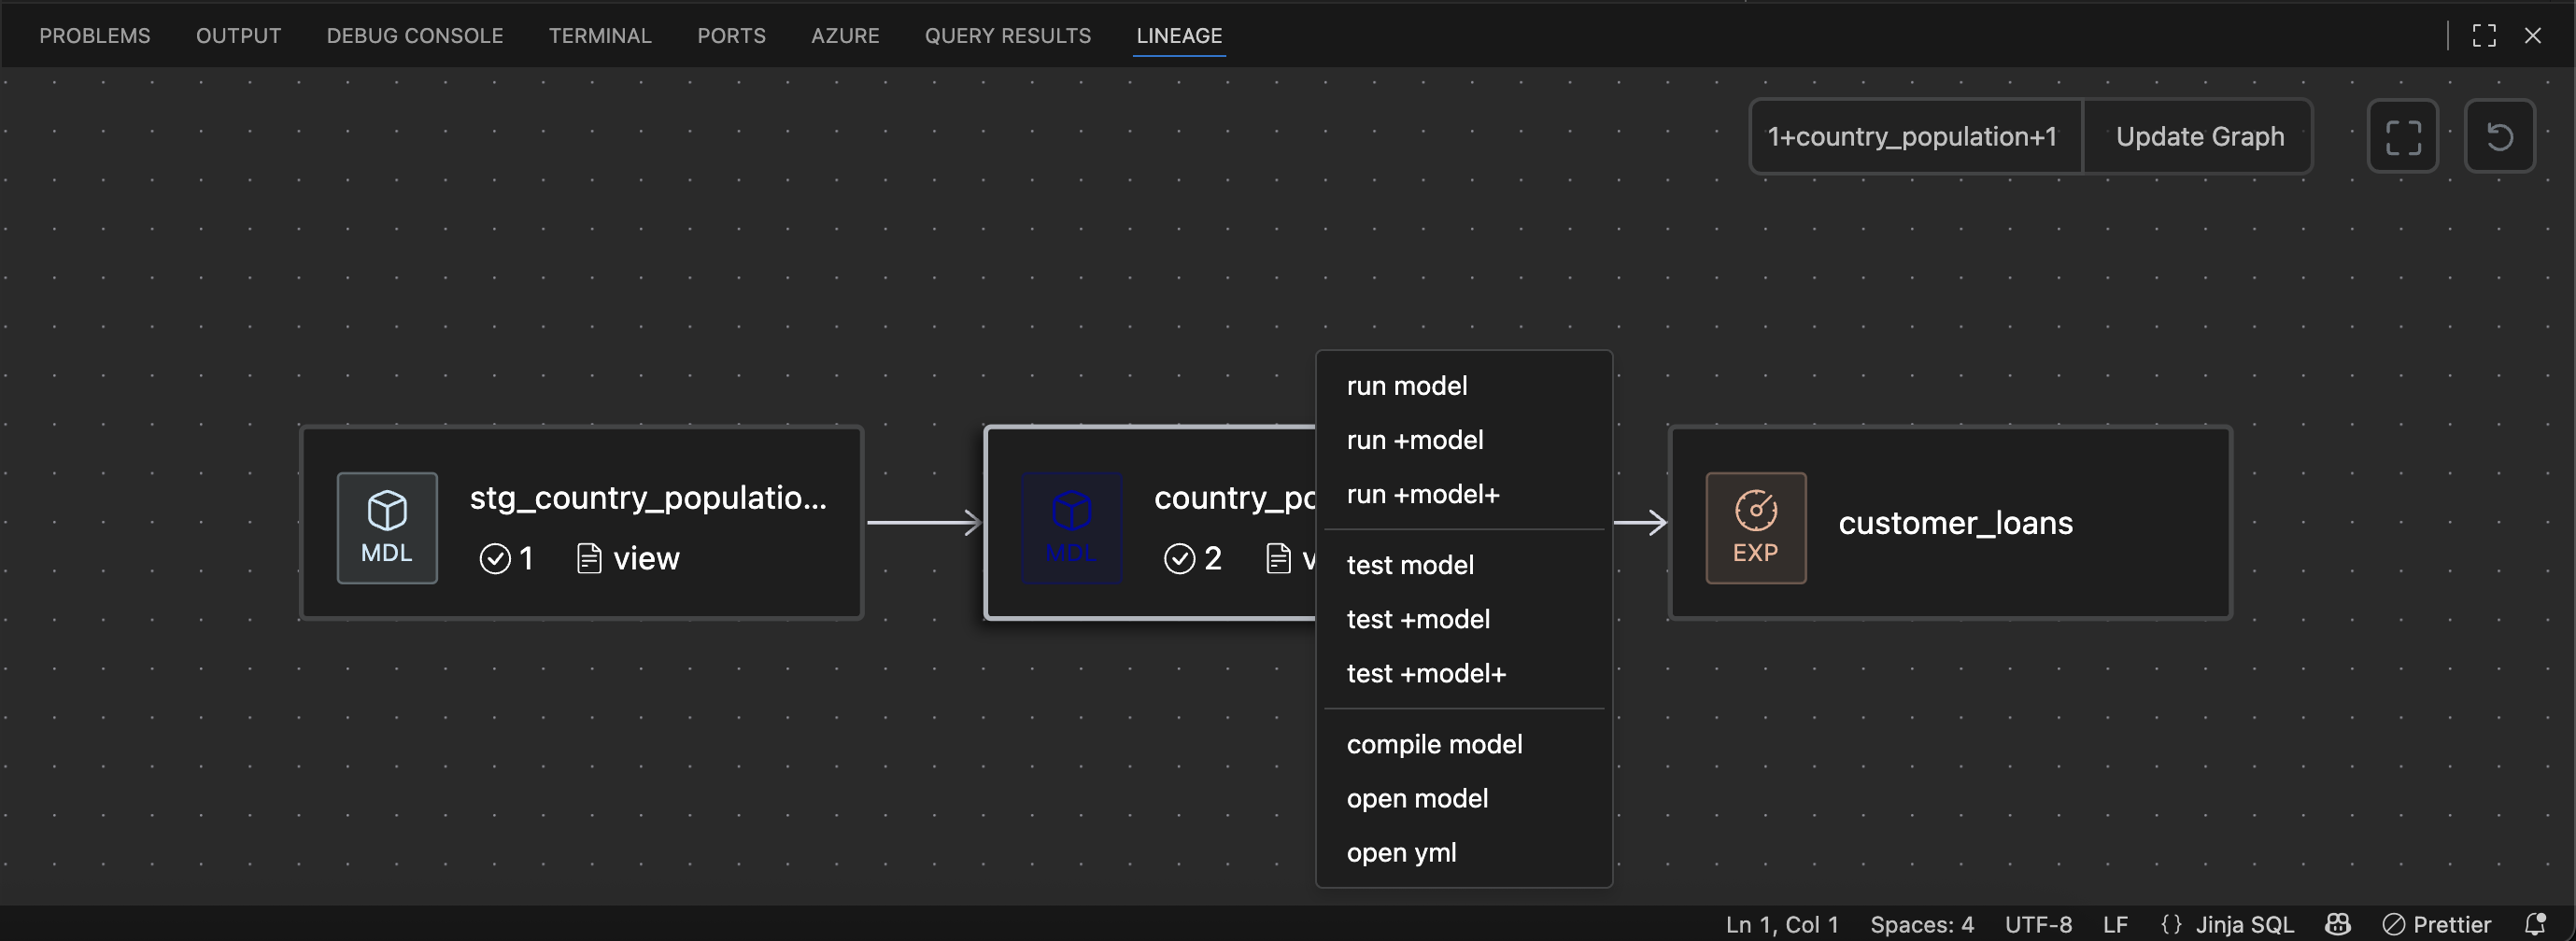 PROBLEMS OUTPUT DEBUG CONSOLE TERMINAL PORTS AZURE QUERY RESULTS LINEAGE
1+country_population+1 Update Graph
MDL
stg_country_populatio...
1 view
MDL
country_po
2 v
run model
run +model
run +model+
test model
test +model
test +model+
compile model
open model
open yml
EXP
customer_loans
Ln 1, Col 1 Spaces: 4 UTF-8 LF {} Jinja SQL Prettier